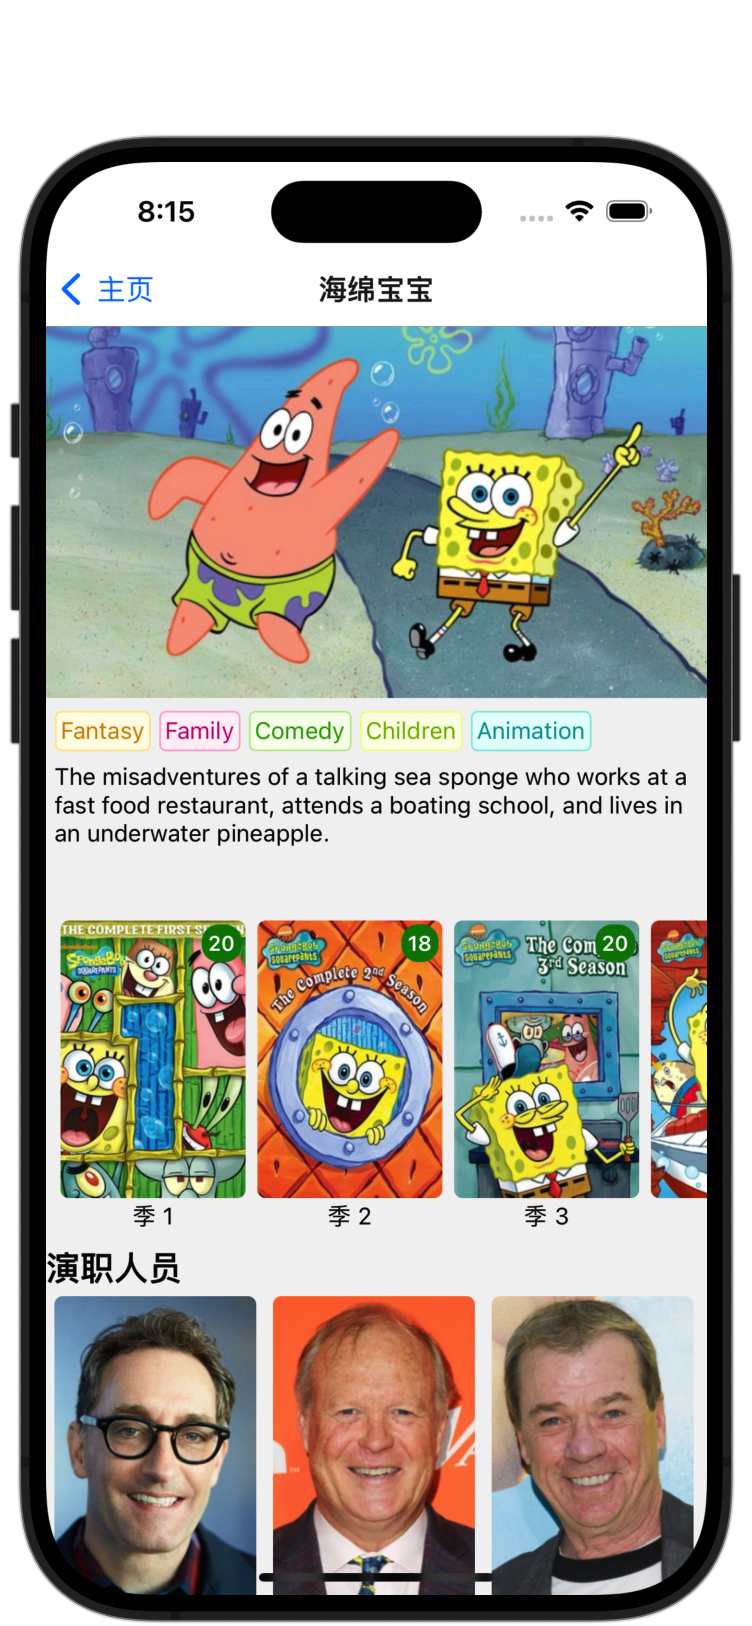 8:15
主页
海绵宝宝
Fantasy Family Comedy Children Animation
The misadventures of a talking sea sponge who works at a
fast food restaurant, attends a boating school, and lives in
an underwater pineapple.
THE COMPLETE FIRST
SpongeBob
SQUAREPANTS
20
SpongeBob
SQUAREPANTS
18
The Complete 2nd Season
SpongeBob
SQUAREPANTS
The
20
3rd Season
季 1
季 2
季 3
演职人员